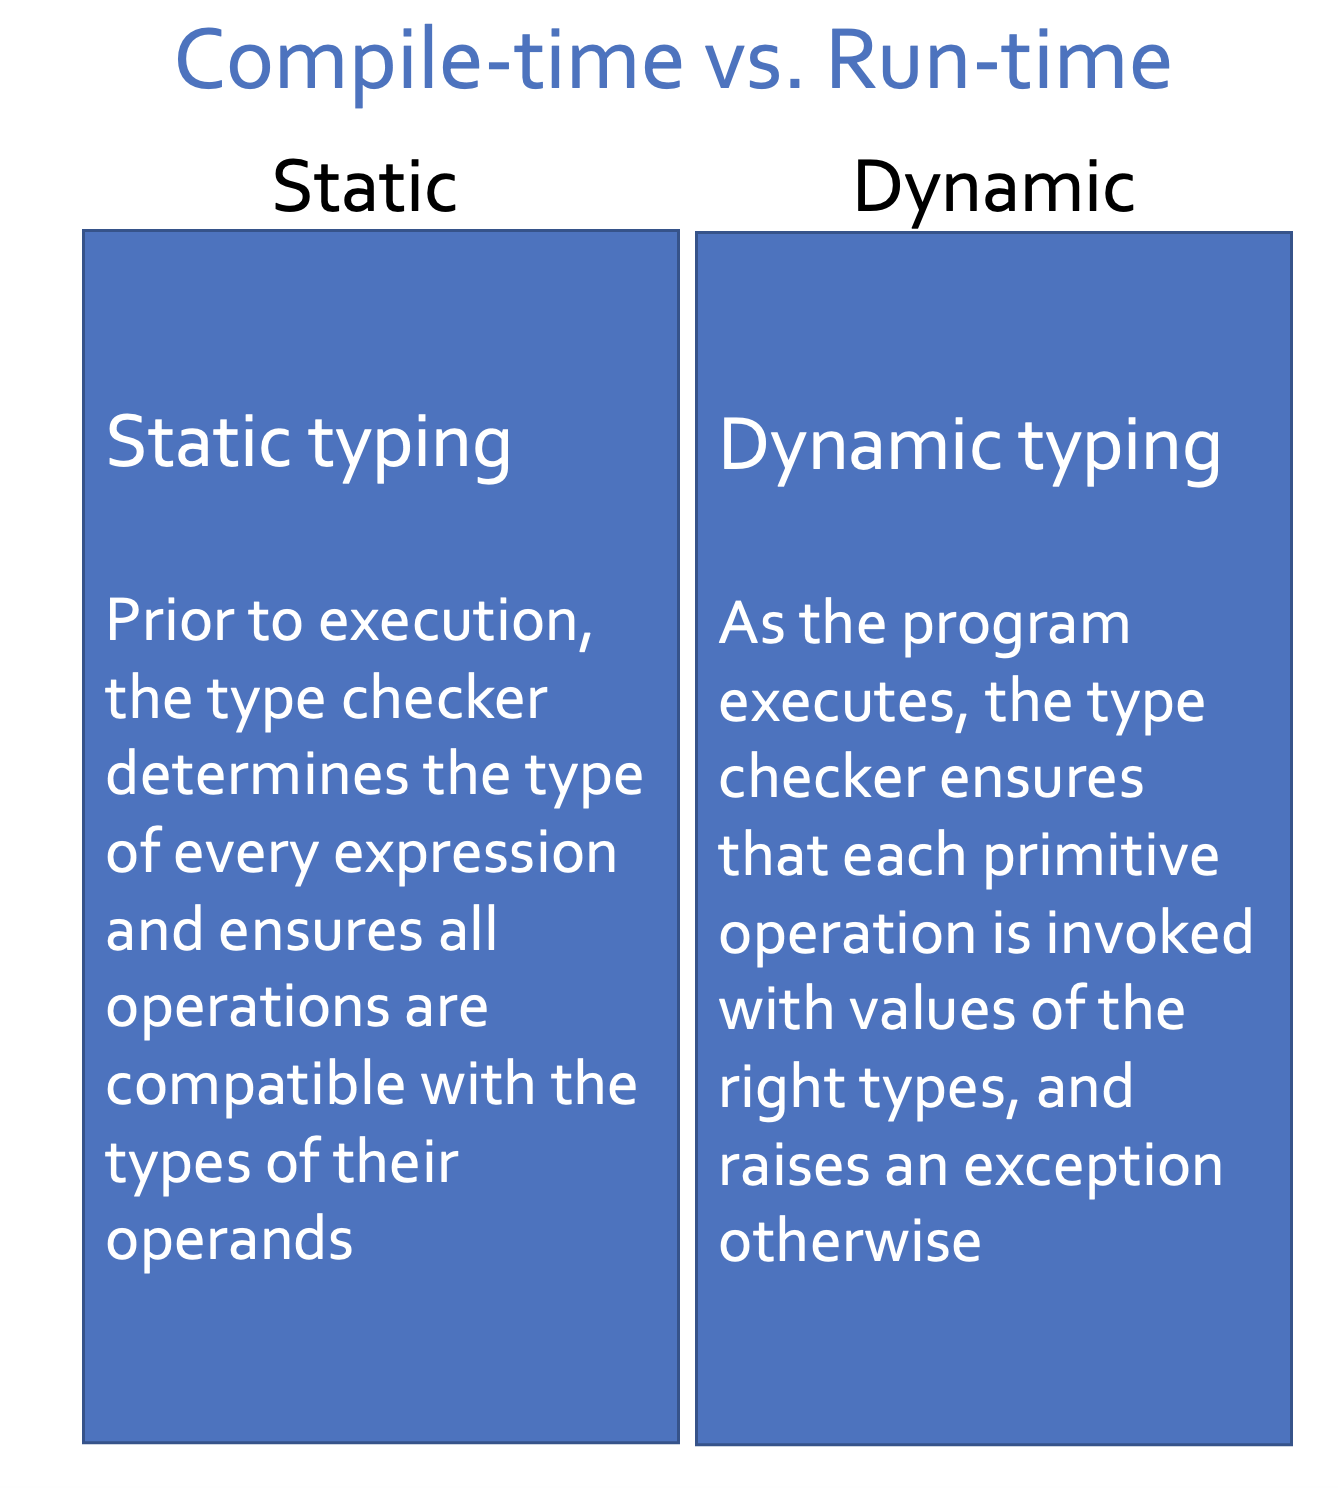 Compile-time vs. Run-time
Static
Dynamic
Static typing
Prior to execution,
the type checker
determines the type
of every expression
and ensures all
operations are
compatible with the
types of their
operands
Dynamic typing
As the program
executes, the type
checker ensures
that each primitive
operation is invoked
with values of the
right types, and
raises an exception
otherwise